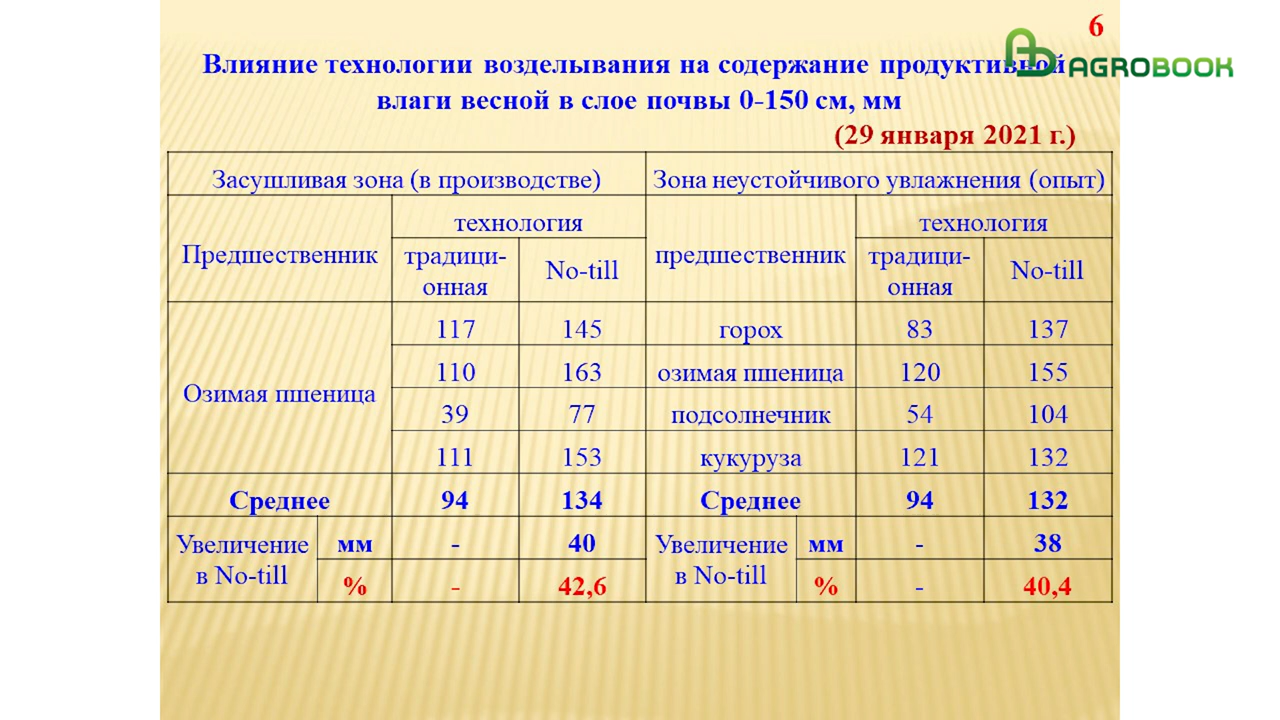 6
AGROBOOK
Влияние технологии возделывания на содержание продуктивной
влаги весной в слое почвы 0-150 см, мм
(29 января 2021 г.)
Засушливая зона (в производстве) Зона неустойчивого увлажнения (опыт)
Предшественник технология предшественник технология
традици-
онная No-till традици-
онная No-till
Озимая пшеница 117 145 горох 83 137
110 163 озимая пшеница 120 155
39 77 подсолнечник 54 104
111 153 кукуруза 121 132
Среднее 94 134 Среднее 94 132
Увеличение
в No-till мм - 40 Увеличение
в No-till мм - 38
% - 42,6 % - 40,4